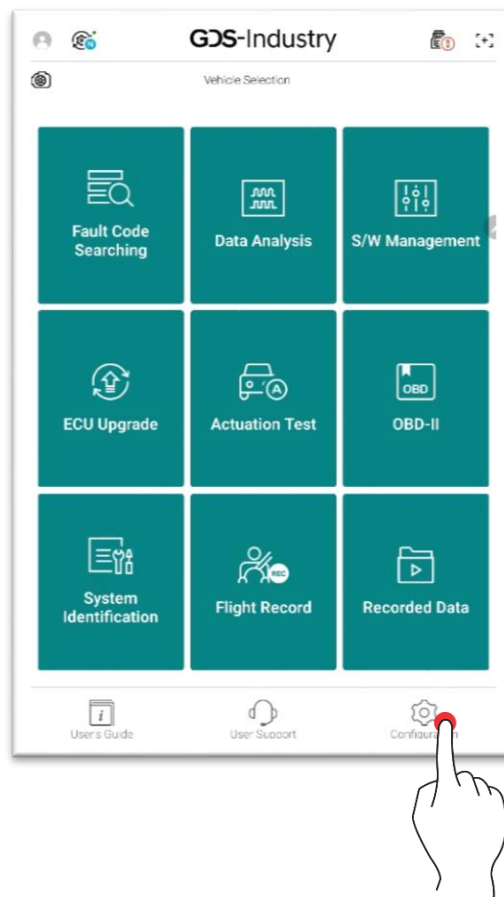 GDS-Industry
Vehicle Selection
Fault Code
Searching
Data Analysis
S/W Management
ECU Upgrade
Actuation Test
A
OBD
OBD-II
System
Identification
REC
Flight Record
Recorded Data
i
User's Guide
User Support
Configuration